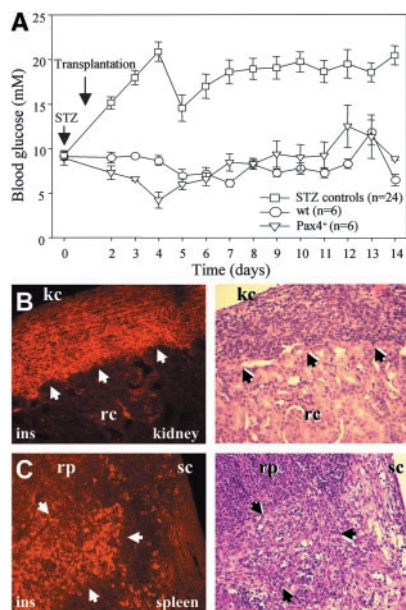 A
Blood glucose (mM)
25
20
15
10
5
0
Transplantation
STZ
STZ controls (n=24)
wt (n=6)
Pax4+ (n=6)
0 2 3 4 5 6 7 8 9 10 11 12 13 14
Time (days)
B
kc
kc
rc
rc
ins
kidney
C
rp
sc
rp
sc
ins
spleen